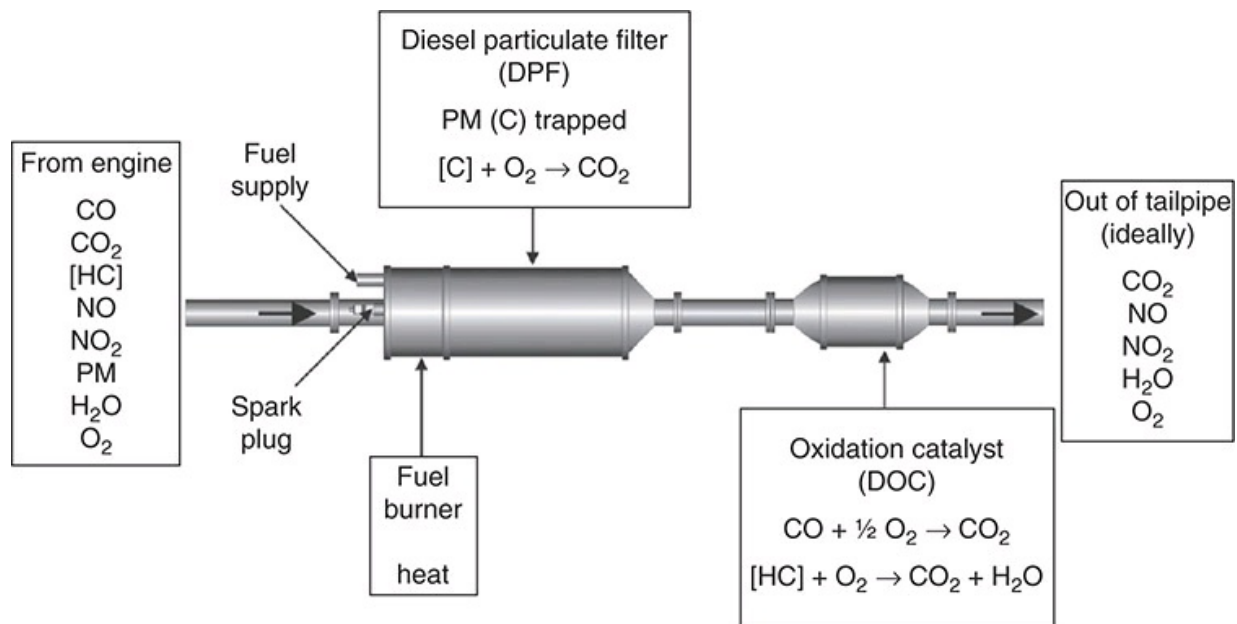 Diesel particulate filter
(DPF)
PM (C) trapped
[C] + O₂ → CO₂
From engine
CO
CO₂
[HC]
NO
NO₂
PM
H₂O
O₂
Fuel
supply
Spark
plug
Fuel
burner
heat
Oxidation catalyst
(DOC)
CO + ½ O₂ → CO₂
[HC] + O₂ → CO₂ + H₂O
Out of tailpipe
(ideally)
CO₂
NO
NO₂
H₂O
O₂